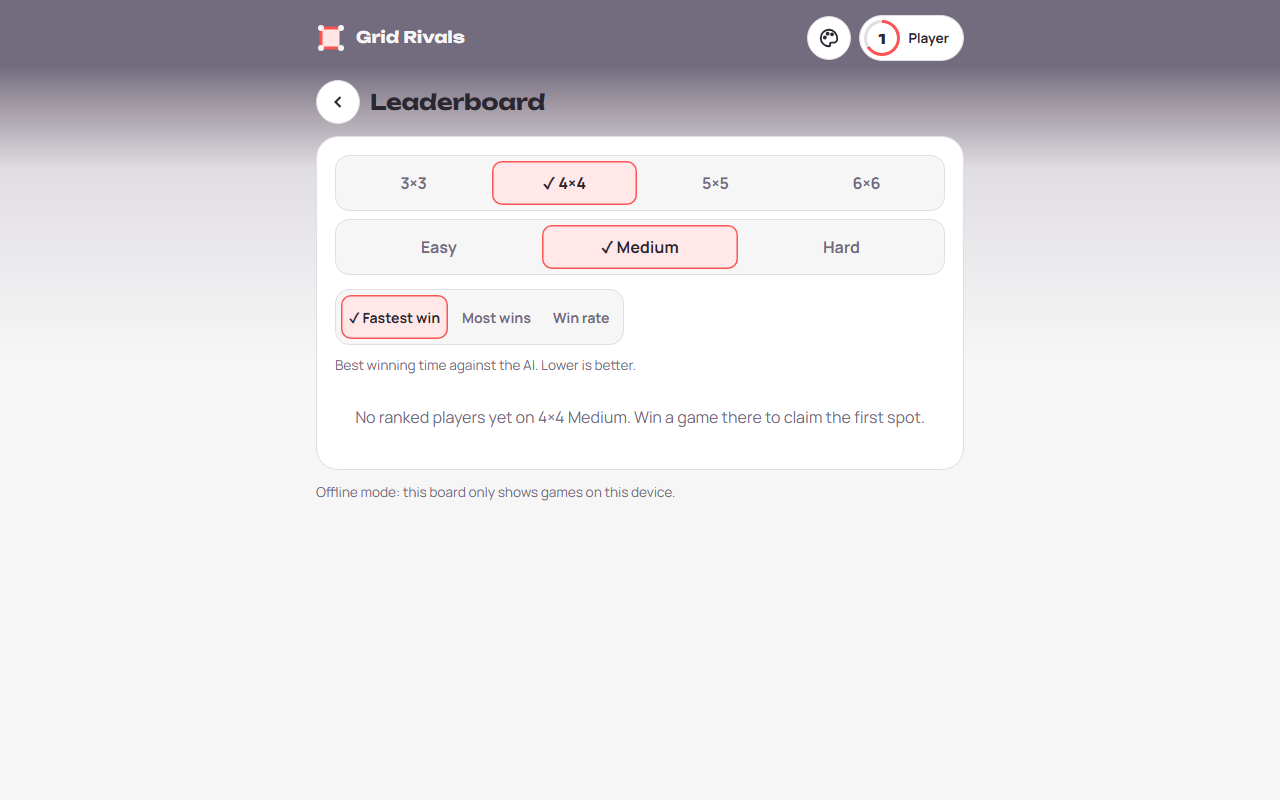 Grid Rivals
1 Player
Leaderboard
3×3 ✓ 4×4 5×5 6×6
Easy ✓ Medium Hard
✓ Fastest win Most wins Win rate
Best winning time against the AI. Lower is better.
No ranked players yet on 4×4 Medium. Win a game there to claim the first spot.
Offline mode: this board only shows games on this device.